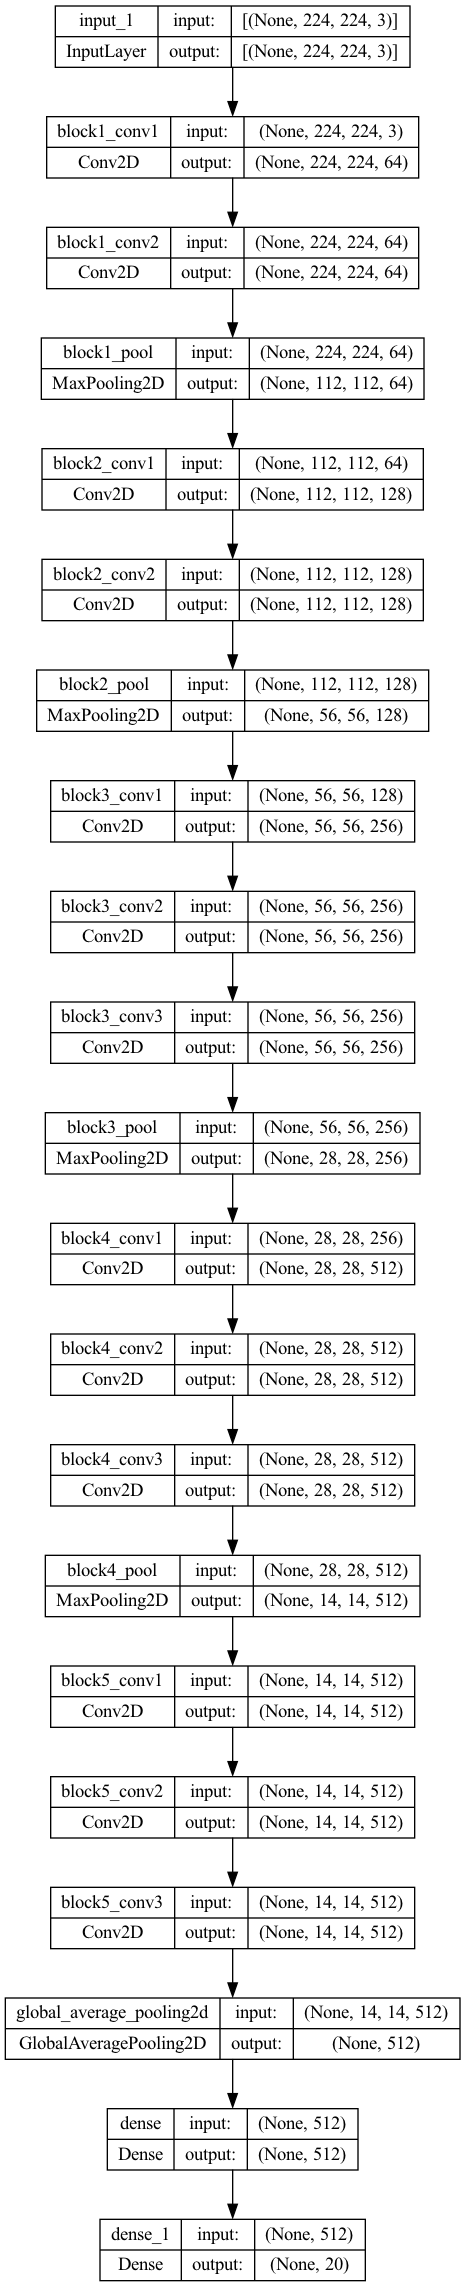 input_1 input: [(None, 224, 224, 3)]
InputLayer output: [(None, 224, 224, 3)]
block1_conv1 input: (None, 224, 224, 3)
Conv2D output: (None, 224, 224, 64)
block1_conv2 input: (None, 224, 224, 64)
Conv2D output: (None, 224, 224, 64)
block1_pool input: (None, 224, 224, 64)
MaxPooling2D output: (None, 112, 112, 64)
block2_conv1 input: (None, 112, 112, 64)
Conv2D output: (None, 112, 112, 128)
block2_conv2 input: (None, 112, 112, 128)
Conv2D output: (None, 112, 112, 128)
block2_pool input: (None, 112, 112, 128)
MaxPooling2D output: (None, 56, 56, 128)
block3_conv1 input: (None, 56, 56, 128)
Conv2D output: (None, 56, 56, 256)
block3_conv2 input: (None, 56, 56, 256)
Conv2D output: (None, 56, 56, 256)
block3_conv3 input: (None, 56, 56, 256)
Conv2D output: (None, 56, 56, 256)
block3_pool input: (None, 56, 56, 256)
MaxPooling2D output: (None, 28, 28, 256)
block4_conv1 input: (None, 28, 28, 256)
Conv2D output: (None, 28, 28, 512)
block4_conv2 input: (None, 28, 28, 512)
Conv2D output: (None, 28, 28, 512)
block4_conv3 input: (None, 28, 28, 512)
Conv2D output: (None, 28, 28, 512)
block4_pool input: (None, 28, 28, 512)
MaxPooling2D output: (None, 14, 14, 512)
block5_conv1 input: (None, 14, 14, 512)
Conv2D output: (None, 14, 14, 512)
block5_conv2 input: (None, 14, 14, 512)
Conv2D output: (None, 14, 14, 512)
block5_conv3 input: (None, 14, 14, 512)
Conv2D output: (None, 14, 14, 512)
global_average_pooling2d input: (None, 14, 14, 512)
GlobalAveragePooling2D output: (None, 512)
dense input: (None, 512)
Dense output: (None, 512)
dense_1 input: (None, 512)
Dense output: (None, 20)